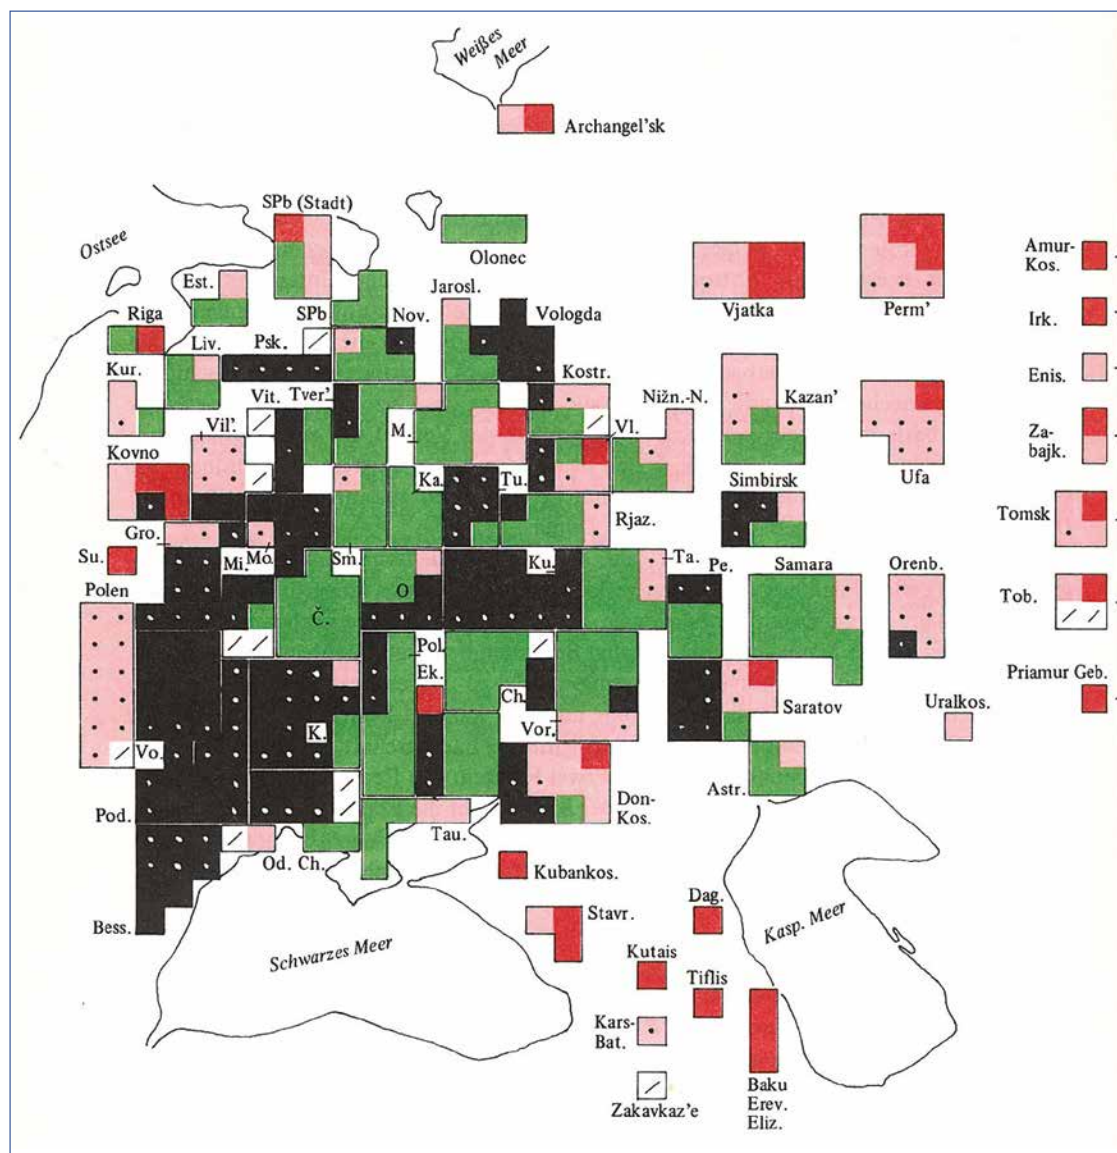 Weißes
Meer
Archangel'sk
SPb (Stadt)
Ostsee
Olonec
Amur-
Kos.
Est.
Jarosl.
Riga
SPb
Nov.
Vologda
Vjatka
Perm'
Irk.
Liv.
Psk.
Kur.
Kostr.
Enis.
Vit.
Tver'.
Nižn.-N.
Kazan'
Vil'.
M.
Vl.
Za-
bajk.
Kovno
Ka.
Tu.
Simbirsk
Ufa
Rjaz.
Tomsk
Gro.
Su.
Mi.
Mo.
Sm.
Ku.
Ta.
Pe.
Samara
Orenb.
Polen
O
Tob.
Č.
Pol.
Ek.
Priamur Geb.
Ch.
Saratov
Uralkos.
K.
Vor.
Vo.
Astr.
Pod.
Don-
Kos.
Tau.
Od. Ch.
Kubankos.
Dag.
Bess.
Stavr.
Kasp. Meer
Schwarzes Meer
Kutais
Tiflis
Kars-
Bat.
Zakavkaz'e
Baku
Erev.
Eliz.